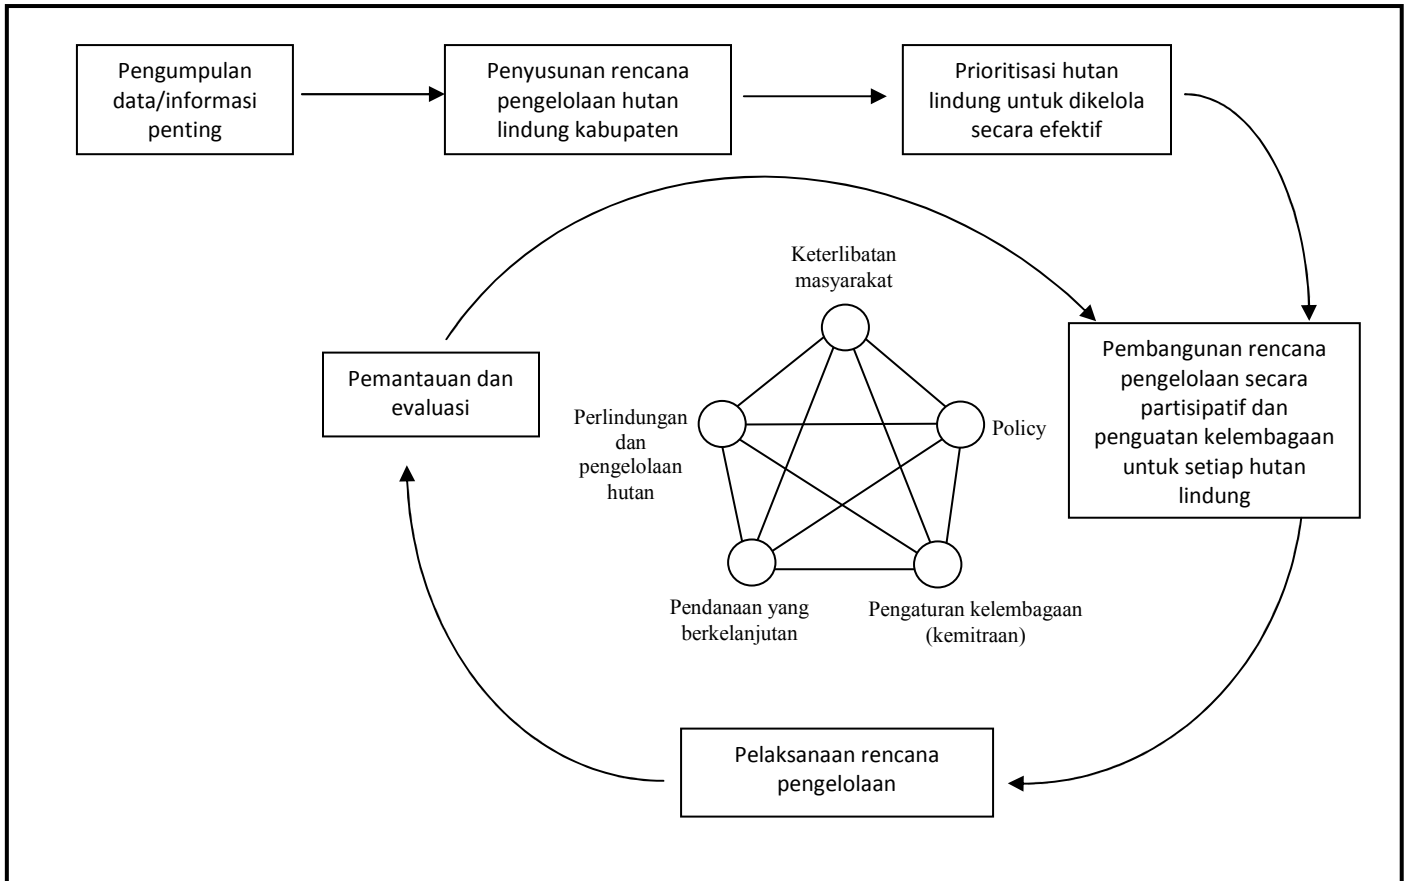 Pengumpulan
data/informasi
penting
Penyusunan rencana
pengelolaan hutan
lindung kabupaten
Prioritisasi hutan
lindung untuk dikelola
secara efektif
Keterlibatan
masyarakat
Pembangunan rencana
pengelolaan secara
partisipatif dan
penguatan kelembagaan
untuk setiap hutan
lindung
Pemantauan dan
evaluasi
Perlindungan
dan
pengelolaan
hutan
Policy
Pendanaan yang
berkelanjutan
Pengaturan kelembagaan
(kemitraan)
Pelaksanaan rencana
pengelolaan